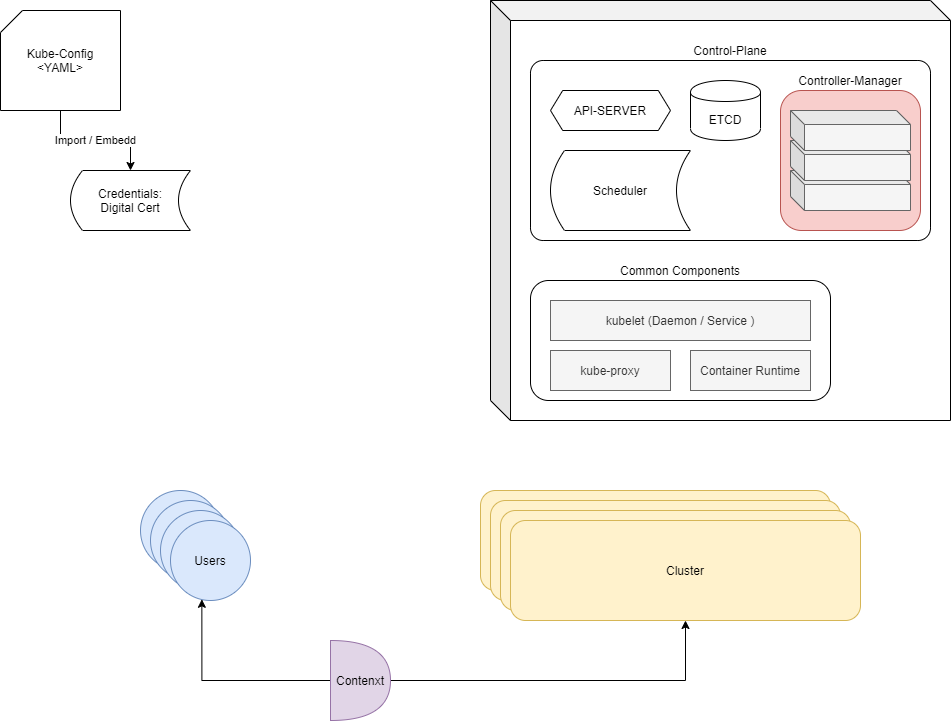 Kube-Config
<YAML>
Import / Embedd
Credentials:
Digital Cert
Control-Plane
API-SERVER
ETCD
Controller-Manager
Scheduler
Common Components
kubelet (Daemon / Service )
kube-proxy
Container Runtime
Users
Cluster
Contenxt